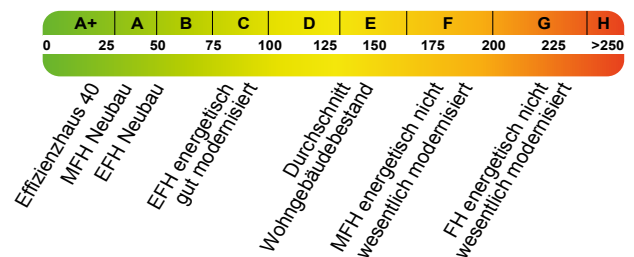 A+ A B C D E F G H
0 25 50 75 100 125 150 175 200 225 >250
Effizienzhaus 40
MFH Neubau
EFH Neubau
EFH energetisch
gut modernisiert
Durchschnitt
Wohngebäudebestand
MFH energetisch nicht
wesentlich modernisiert
FH energetisch nicht
wesentlich modernisiert